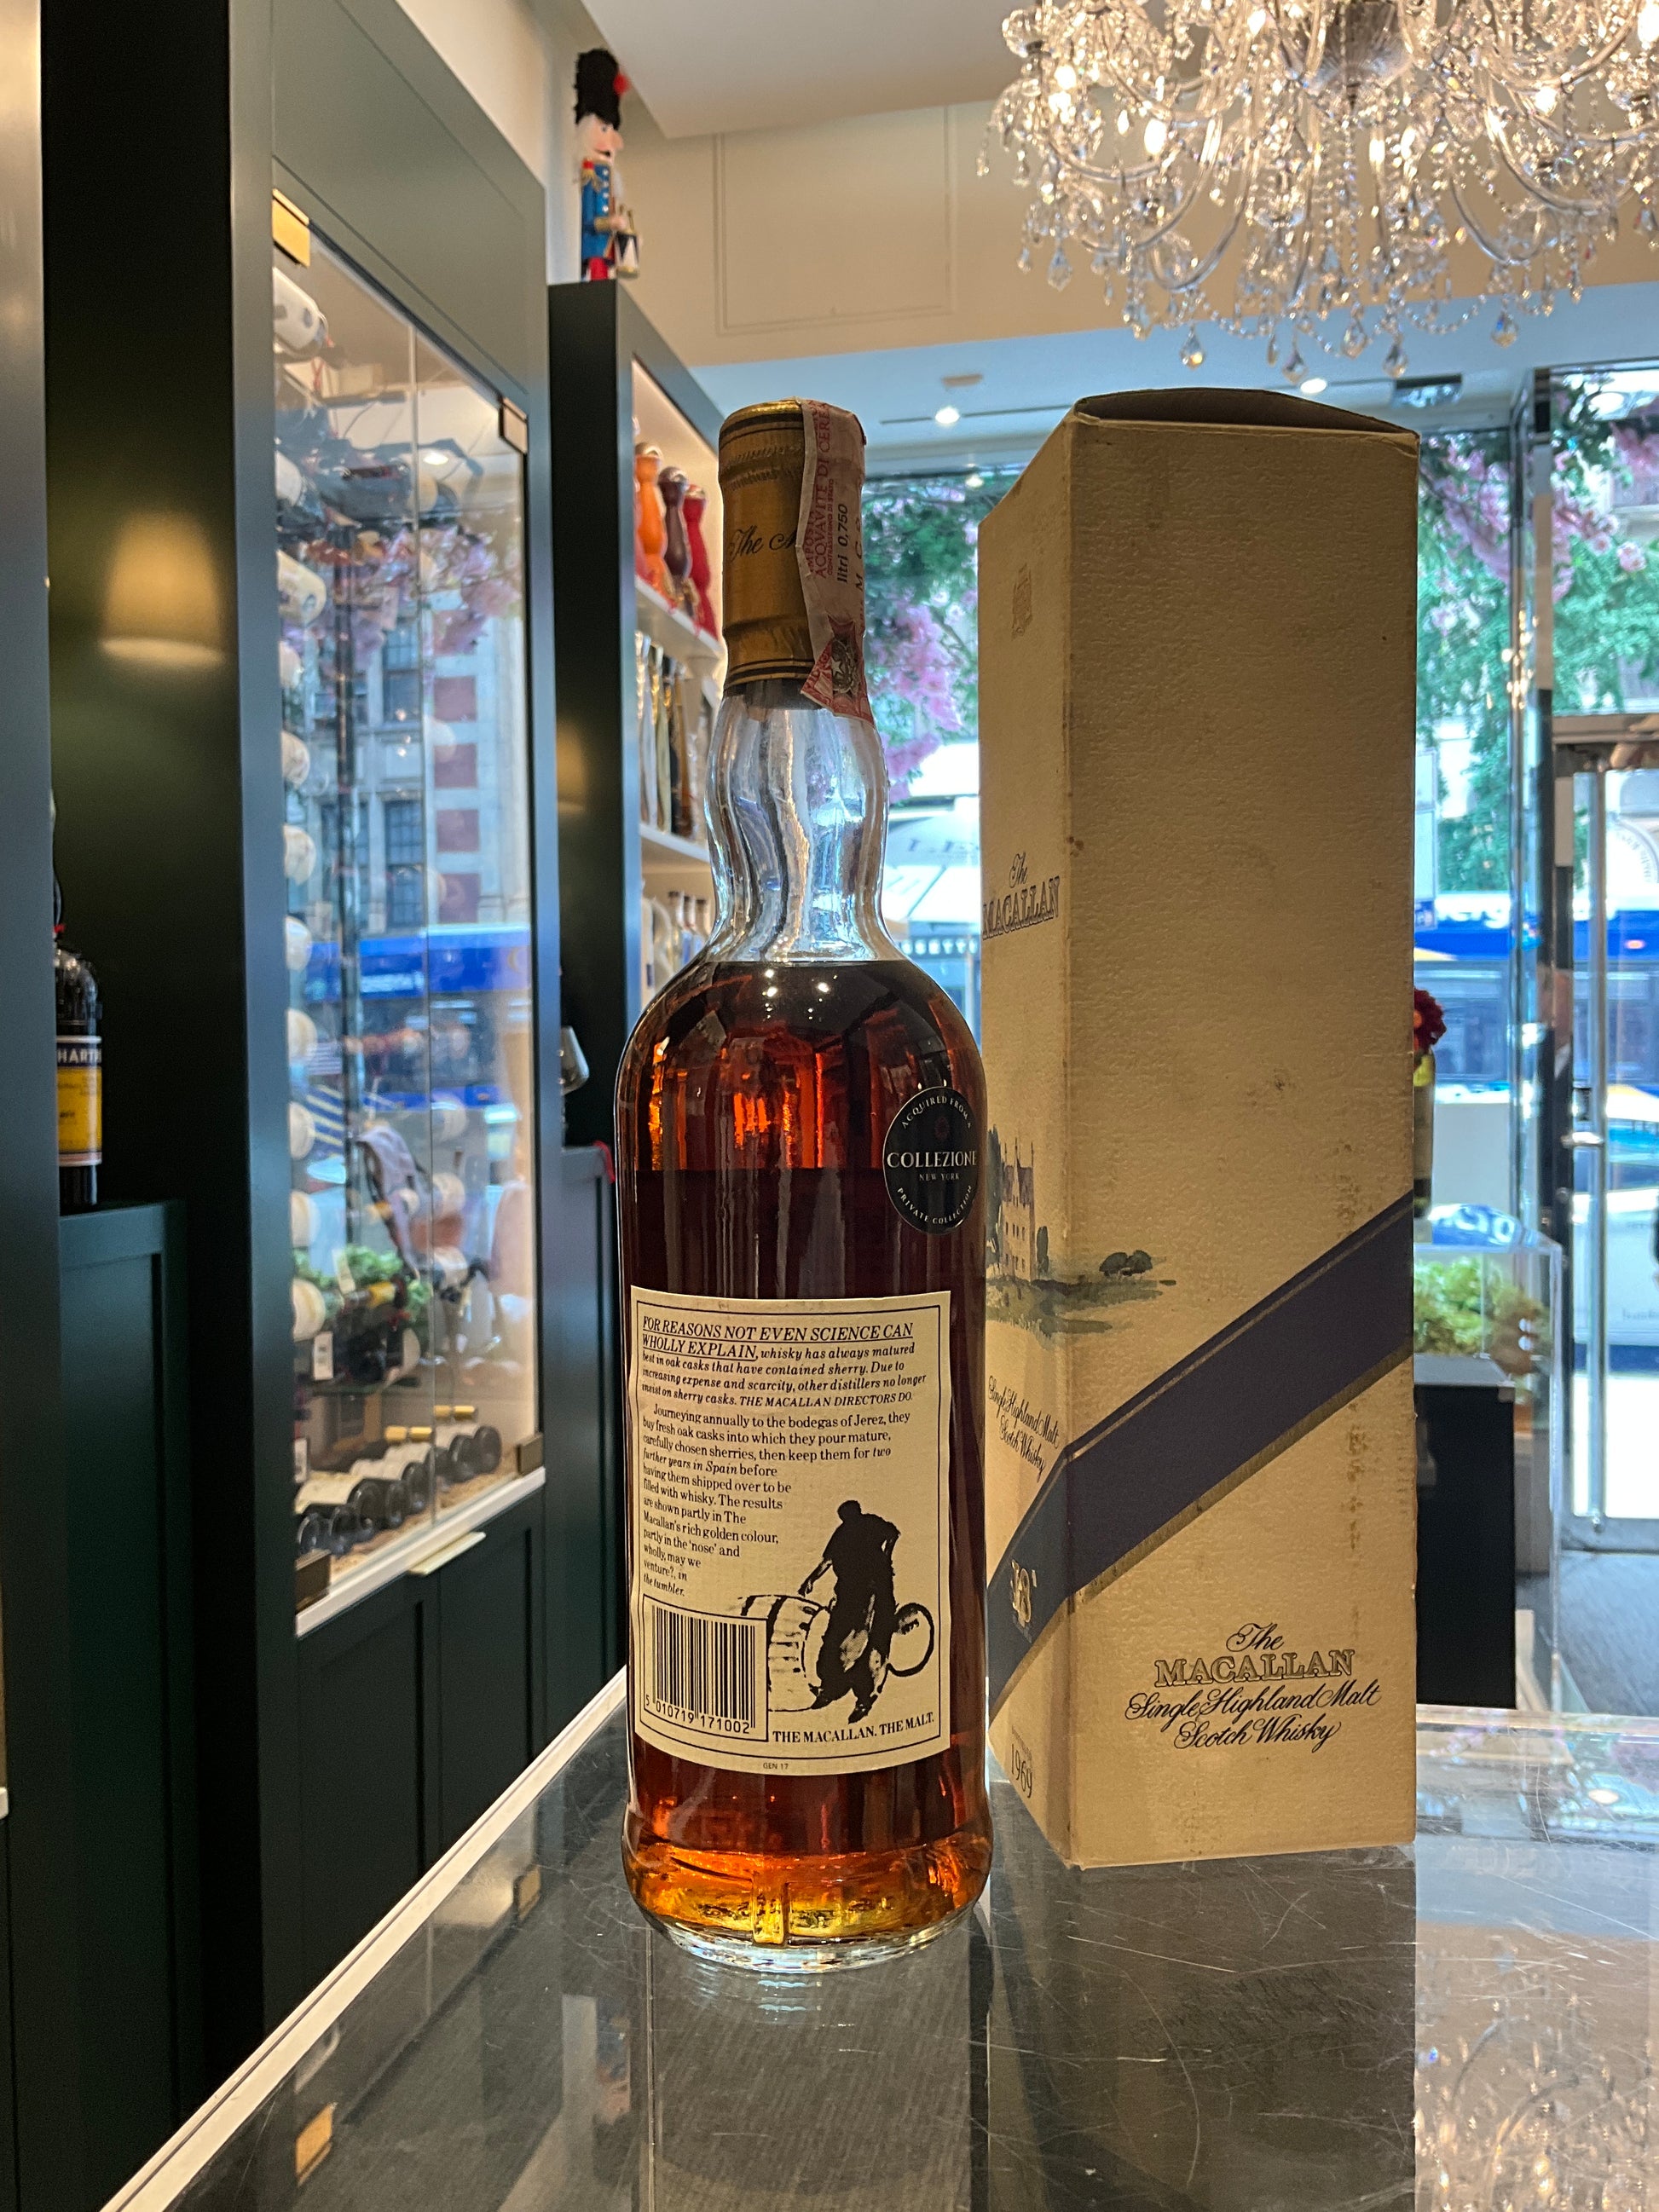 The
ACQUAVITE DI CEREA
litri 0,750
ACQUIRED FROM A
COLLEZIONE
NEW YORK
PRIVATE COLLECTION
FOR REASONS NOT EVEN SCIENCE CAN
WHOLLY EXPLAIN, whisky has always matured
best in oak casks that have contained sherry. Due to
increasing expense and scarcity, other distillers no longer
insist on sherry casks. THE MACALLAN DIRECTORS DO.
Journeying annually to the bodegas of Jerez, they
buy fresh oak casks into which they pour mature,
carefully chosen sherries, then keep them for two
further years in Spain before
having them shipped over to be
filled with whisky. The results
are shown partly in The
Macallan's rich golden colour,
partly in the 'nose' and
wholly, may we
venture?, in
the tumbler.
5 010719 171002
THE MACALLAN. THE MALT.
GEN 17
The
MACALLAN
Single Highland Malt
Scotch Whisky
18
1969
The
MACALLAN
Single Highland Malt
Scotch Whisky
HARTR